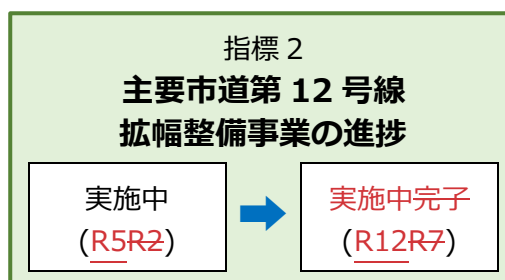 指標２
主要市道第 12 号線
拡幅整備事業の進捗
実施中
(R5R2)
実施中完了
(R12R7)